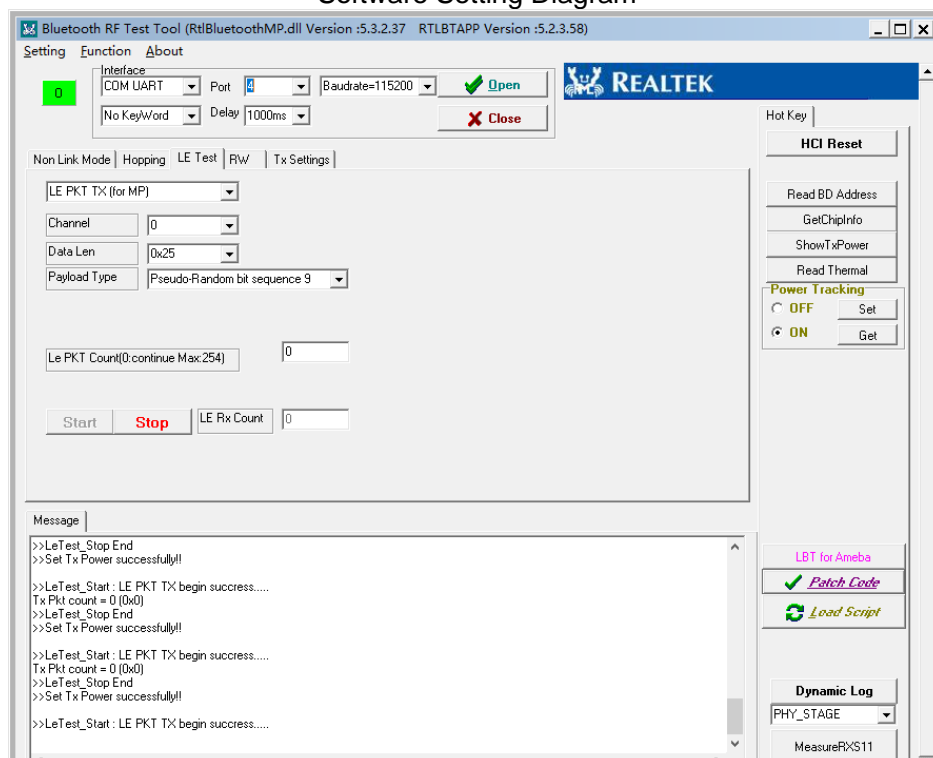 Software Setting Diagram
Bluetooth RF Test Tool (RtlBluetoothMP.dll Version :5.3.2.37 RTLBTAPP Version :5.2.3.58)
Setting Function About
Interface
0 COM UART Port 4 Baudrate=115200 Open
REALTEK
No KeyWord Delay 1000ms Close
Hot Key
HCI Reset
Non Link Mode Hopping LE Test RW Tx Settings
LE PKT TX (for MP)
Read BD Address
Channel 0
GetChipInfo
Data Len 0x25
ShowTxPower
Payload Type Pseudo-Random bit sequence 9
Read Thermal
Power Tracking
OFF Set
ON Get
Le PKT Count(0:continue Max:254) 0
Start Stop LE Rx Count 0
Message
>>LeTest_Stop End
>>Set Tx Power successfully!!
>>LeTest_Start : LE PKT TX begin succress.....
Tx Pkt count = 0 (0x0)
>>LeTest_Stop End
>>Set Tx Power successfully!!
>>LeTest_Start : LE PKT TX begin succress.....
Tx Pkt count = 0 (0x0)
>>LeTest_Stop End
>>Set Tx Power successfully!!
>>LeTest_Start : LE PKT TX begin succress.....
LBT for Ameba
Patch Code
Load Script
Dynamic Log
PHY_STAGE
MeasureRXS11